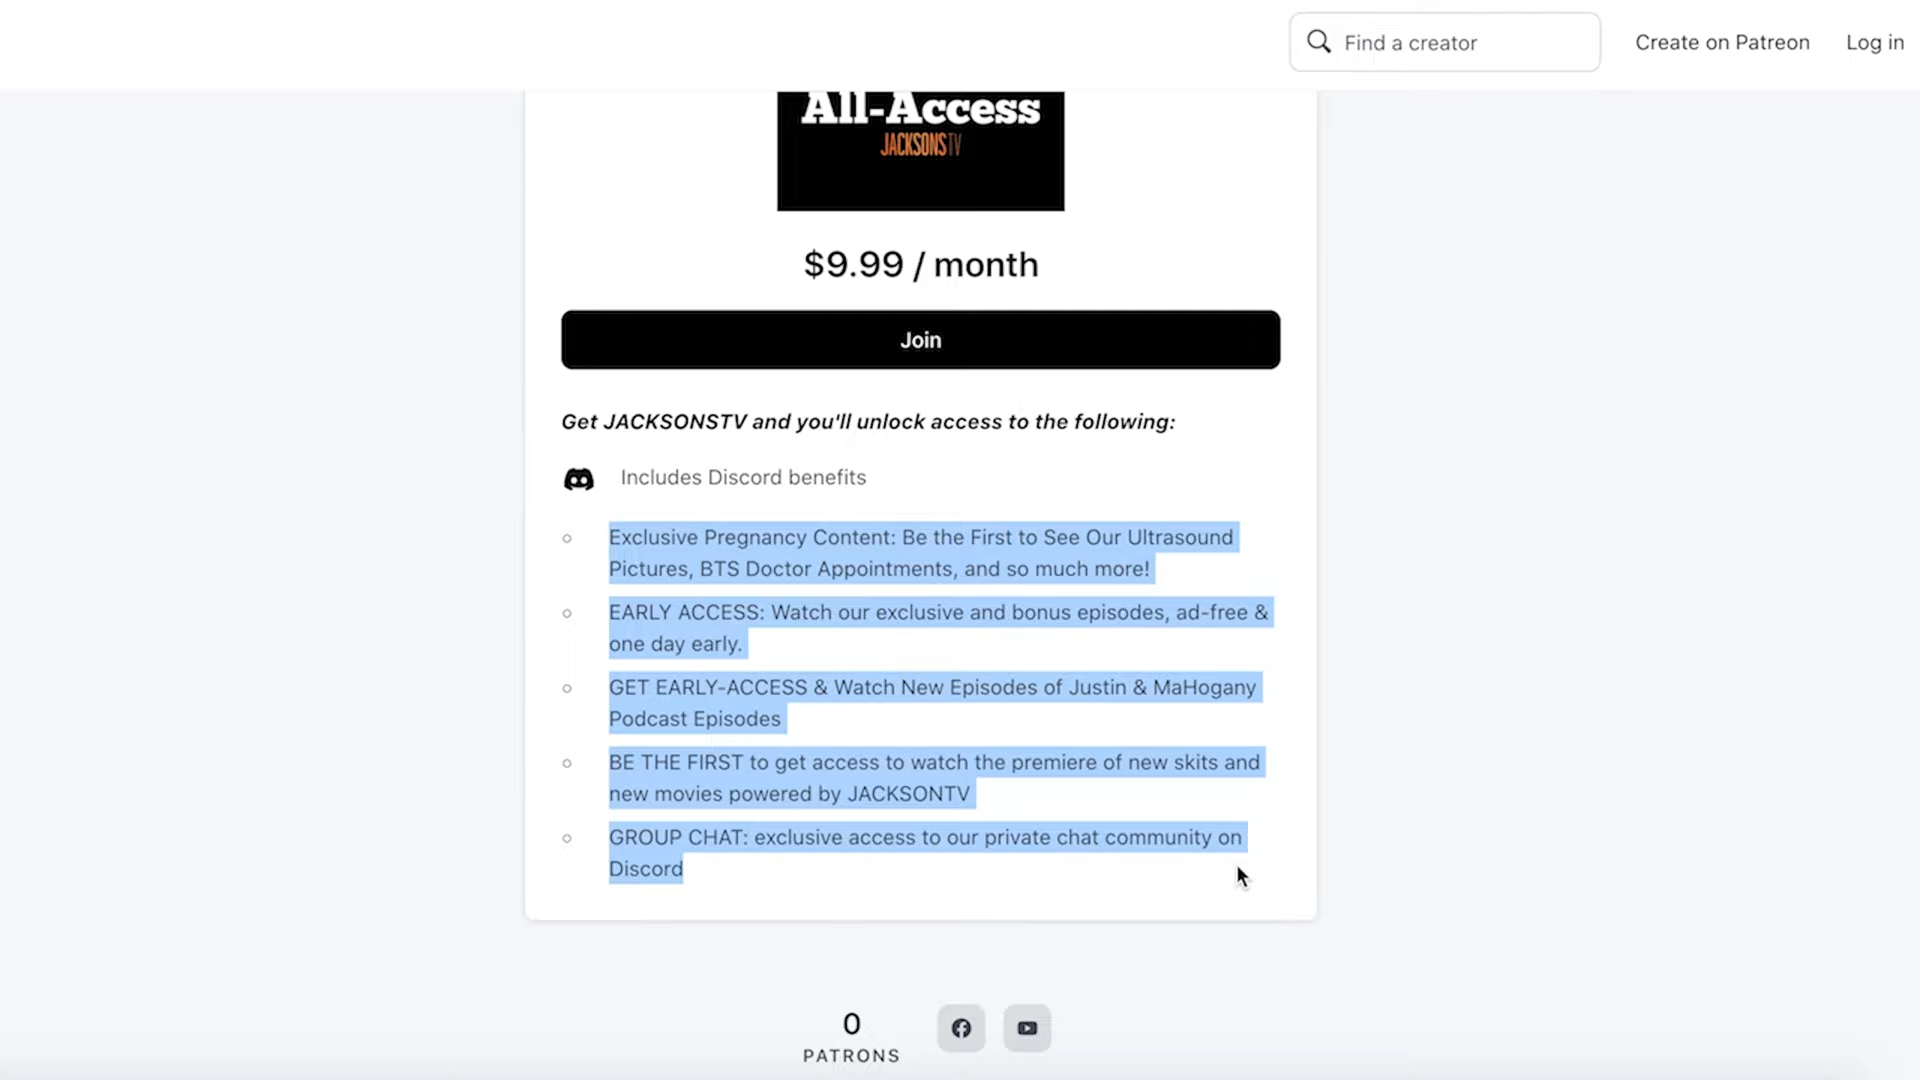 Find a creator
Create on Patreon
Log in
All-Access
JACKSONSTV
$9.99 / month
Join
Get JACKSONSTV and you'll unlock access to the following:
Includes Discord benefits
Exclusive Pregnancy Content: Be the First to See Our Ultrasound
Pictures, BTS Doctor Appointments, and so much more!
EARLY ACCESS: Watch our exclusive and bonus episodes, ad-free &
one day early.
GET EARLY-ACCESS & Watch New Episodes of Justin & MaHogany
Podcast Episodes
BE THE FIRST to get access to watch the premiere of new skits and
new movies powered by JACKSONTV
GROUP CHAT: exclusive access to our private chat community on
Discord
0
PATRONS